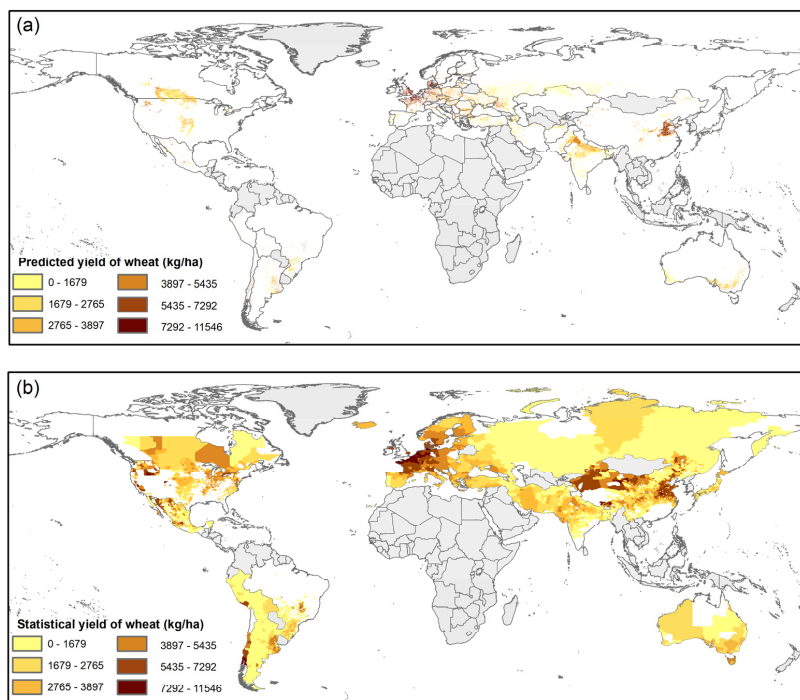 (a)
Predicted yield of wheat (kg/ha)
0 - 1679
3897 - 5435
1679 - 2765
5435 - 7292
2765 - 3897
7292 - 11546
(b)
Statistical yield of wheat (kg/ha)
0 - 1679
3897 - 5435
1679 - 2765
5435 - 7292
2765 - 3897
7292 - 11546